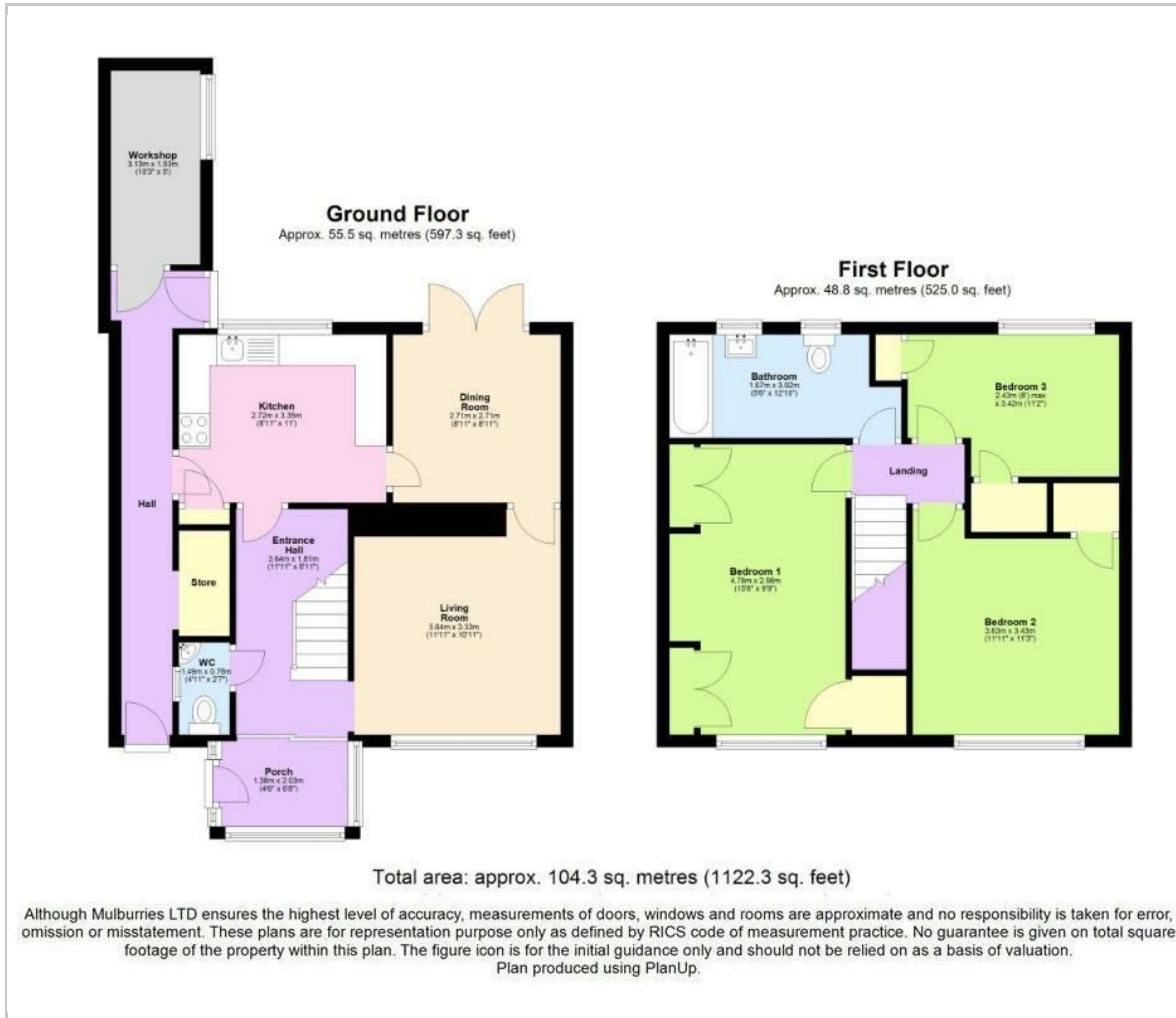 Workshop
3.13m x 1.53m
(10'3" x 5')
Ground Floor
Approx. 55.5 sq. metres (597.3 sq. feet)
Kitchen
2.72m x 3.35m
(8'11" x 11')
Dining
Room
2.71m x 2.71m
(8'11" x 8'11")
Hall
Entrance
Hall
3.64m x 1.81m
(11'11" x 5'11")
Store
Living
Room
3.64m x 3.33m
(11'11" x 10'11")
WC
1.49m x 0.79m
(4'11" x 2'7")
Porch
1.38m x 2.03m
(4'6" x 6'8")
First Floor
Approx. 48.8 sq. metres (525.0 sq. feet)
Bathroom
1.67m x 3.92m
(5'6" x 12'10")
Bedroom 3
2.43m (8') max
x 3.42m (11'2")
Landing
Bedroom 1
4.78m x 2.98m
(15'8" x 9'9")
Bedroom 2
3.63m x 3.43m
(11'11" x 11'3")
Total area: approx. 104.3 sq. metres (1122.3 sq. feet)
Although Mulburries LTD ensures the highest level of accuracy, measurements of doors, windows and rooms are approximate and no responsibility is taken for error,
omission or misstatement. These plans are for representation purpose only as defined by RICS code of measurement practice. No guarantee is given on total square
footage of the property within this plan. The figure icon is for the initial guidance only and should not be relied on as a basis of valuation.
Plan produced using PlanUp.